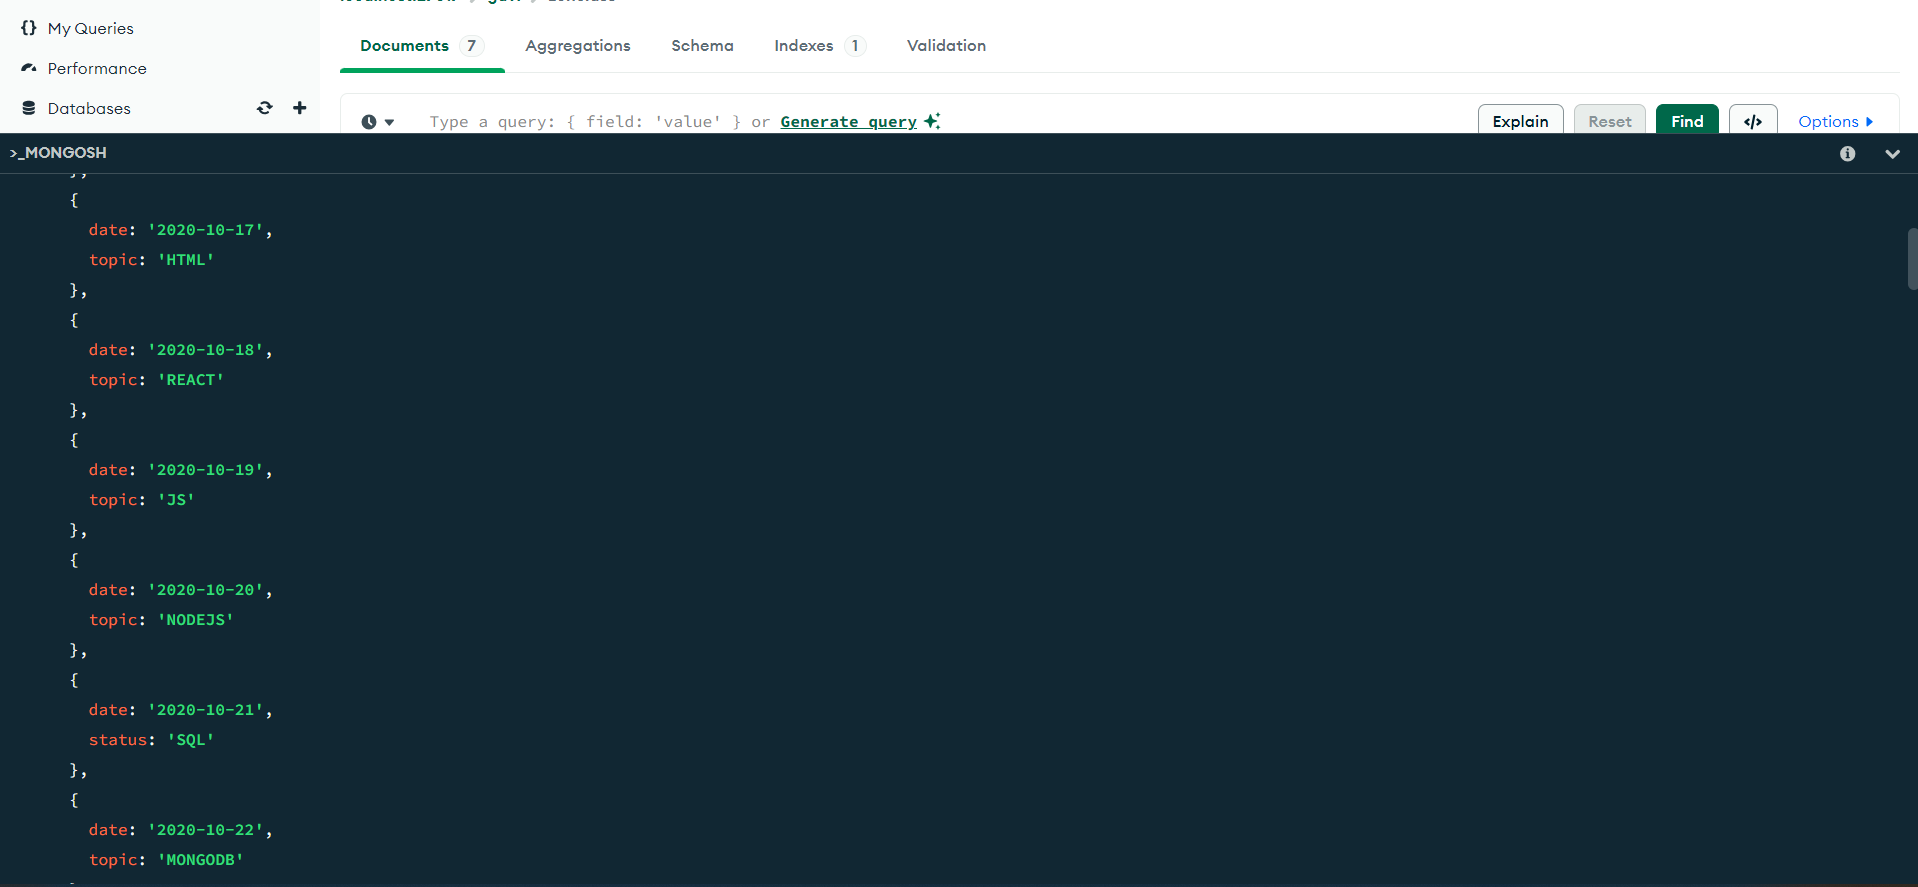 My Queries
Performance
Databases
Documents 7 Aggregations Schema Indexes 1 Validation
Type a query: { field: 'value' } or Generate query
Explain Reset Find </> Options
>_MONGOSH
},
{
date: '2020-10-17',
topic: 'HTML'
},
{
date: '2020-10-18',
topic: 'REACT'
},
{
date: '2020-10-19',
topic: 'JS'
},
{
date: '2020-10-20',
topic: 'NODEJS'
},
{
date: '2020-10-21',
status: 'SQL'
},
{
date: '2020-10-22',
topic: 'MONGODB'